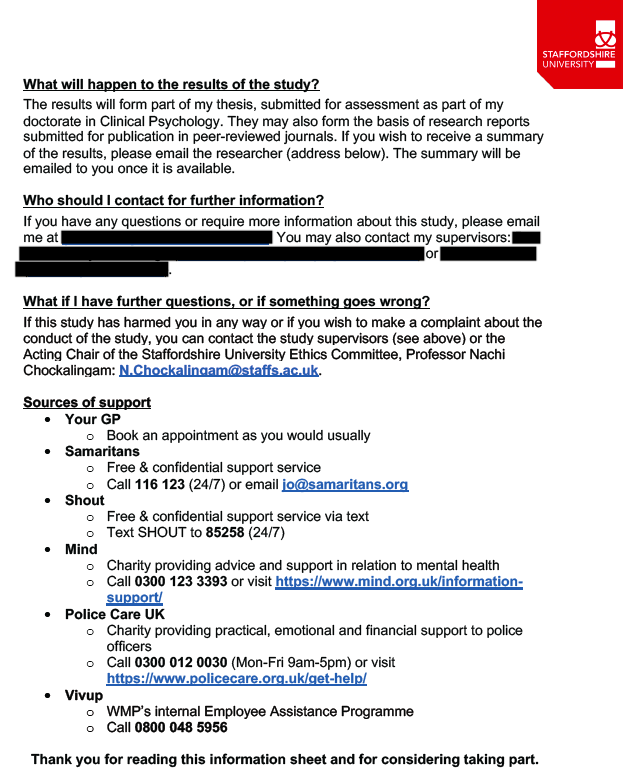 STAFFORDSHIRE
UNIVERSITY
What will happen to the results of the study?
The results will form part of my thesis, submitted for assessment as part of my
doctorate in Clinical Psychology. They may also form the basis of research reports
submitted for publication in peer-reviewed journals. If you wish to receive a summary
of the results, please email the researcher (address below). The summary will be
emailed to you once it is available.
Who should I contact for further information?
If you have any questions or require more information about this study, please email
me at You may also contact my supervisors:
or
.
What if I have further questions, or if something goes wrong?
If this study has harmed you in any way or if you wish to make a complaint about the
conduct of the study, you can contact the study supervisors (see above) or the
Acting Chair of the Staffordshire University Ethics Committee, Professor Nachi
Chockalingam: N.Chockalingam@staffs.ac.uk.
Sources of support
• Your GP
o Book an appointment as you would usually
• Samaritans
o Free & confidential support service
o Call 116 123 (24/7) or email jo@samaritans.org
• Shout
o Free & confidential support service via text
o Text SHOUT to 85258 (24/7)
• Mind
o Charity providing advice and support in relation to mental health
o Call 0300 123 3393 or visit https://www.mind.org.uk/information-
support/
• Police Care UK
o Charity providing practical, emotional and financial support to police
officers
o Call 0300 012 0030 (Mon-Fri 9am-5pm) or visit
https://www.policecare.org.uk/get-help/
• Vivup
o WMP's internal Employee Assistance Programme
o Call 0800 048 5956
Thank you for reading this information sheet and for considering taking part.